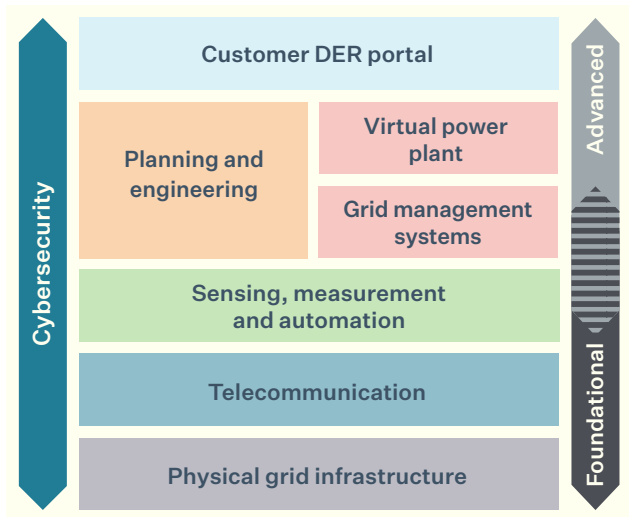 Customer DER portal
Planning and
engineering
Virtual power
plant
Grid management
systems
Sensing, measurement
and automation
Telecommunication
Physical grid infrastructure
Cybersecurity
Advanced
Foundational